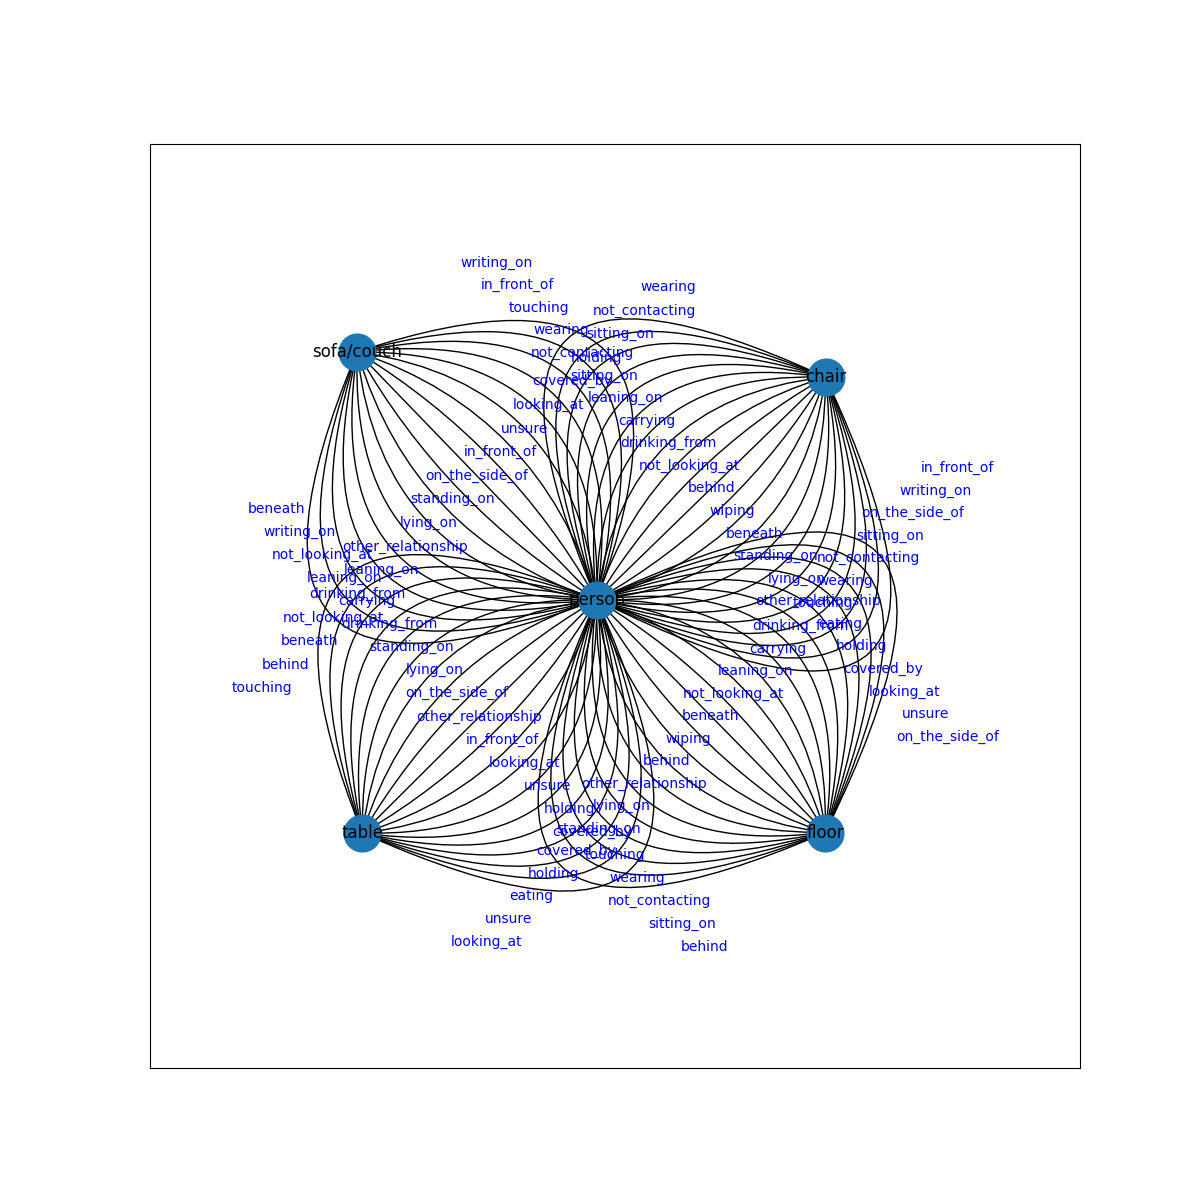 writing_on
in_front_of
wearing
touching
not_contacting
wearing
sitting_on
sofa/couch
not_contacting
holding
sitting_on
chair
covered_by
leaning_on
looking_at
carrying
unsure
drinking_from
in_front_of
not_looking_at
in_front_of
on_the_side_of
behind
writing_on
standing_on
beneath
wiping
on_the_side_of
lying_on
writing_on
beneath
sitting_on
other_relationship
not_looking_at
standing_on
not_contacting
leaning_on
leaning_on
lying_on
wearing
drinking_from
carrying
person
other_relationship
touching
not_looking_at
drinking_from
drinking_from
eating
beneath
standing_on
carrying
holding
behind
lying_on
leaning_on
covered_by
touching
on_the_side_of
not_looking_at
looking_at
other_relationship
beneath
unsure
in_front_of
wiping
on_the_side_of
looking_at
behind
unsure
other_relationship
holding
lying_on
table
covered_by
standing_on
floor
covered_by
touching
holding
wearing
eating
not_contacting
unsure
sitting_on
looking_at
behind